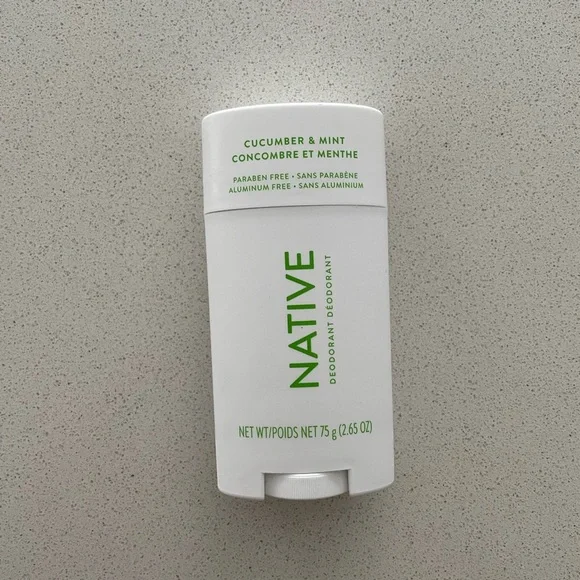 CUCUMBER & MINT
CONCOMBRE ET MENTHE
PARABEN FREE • SANS PARABÈNE
ALUMINUM FREE • SANS ALUMINIUM
NATIVE
DEODORANT DÉODORANT
NET WT/POIDS NET 75 g (2.65 OZ)